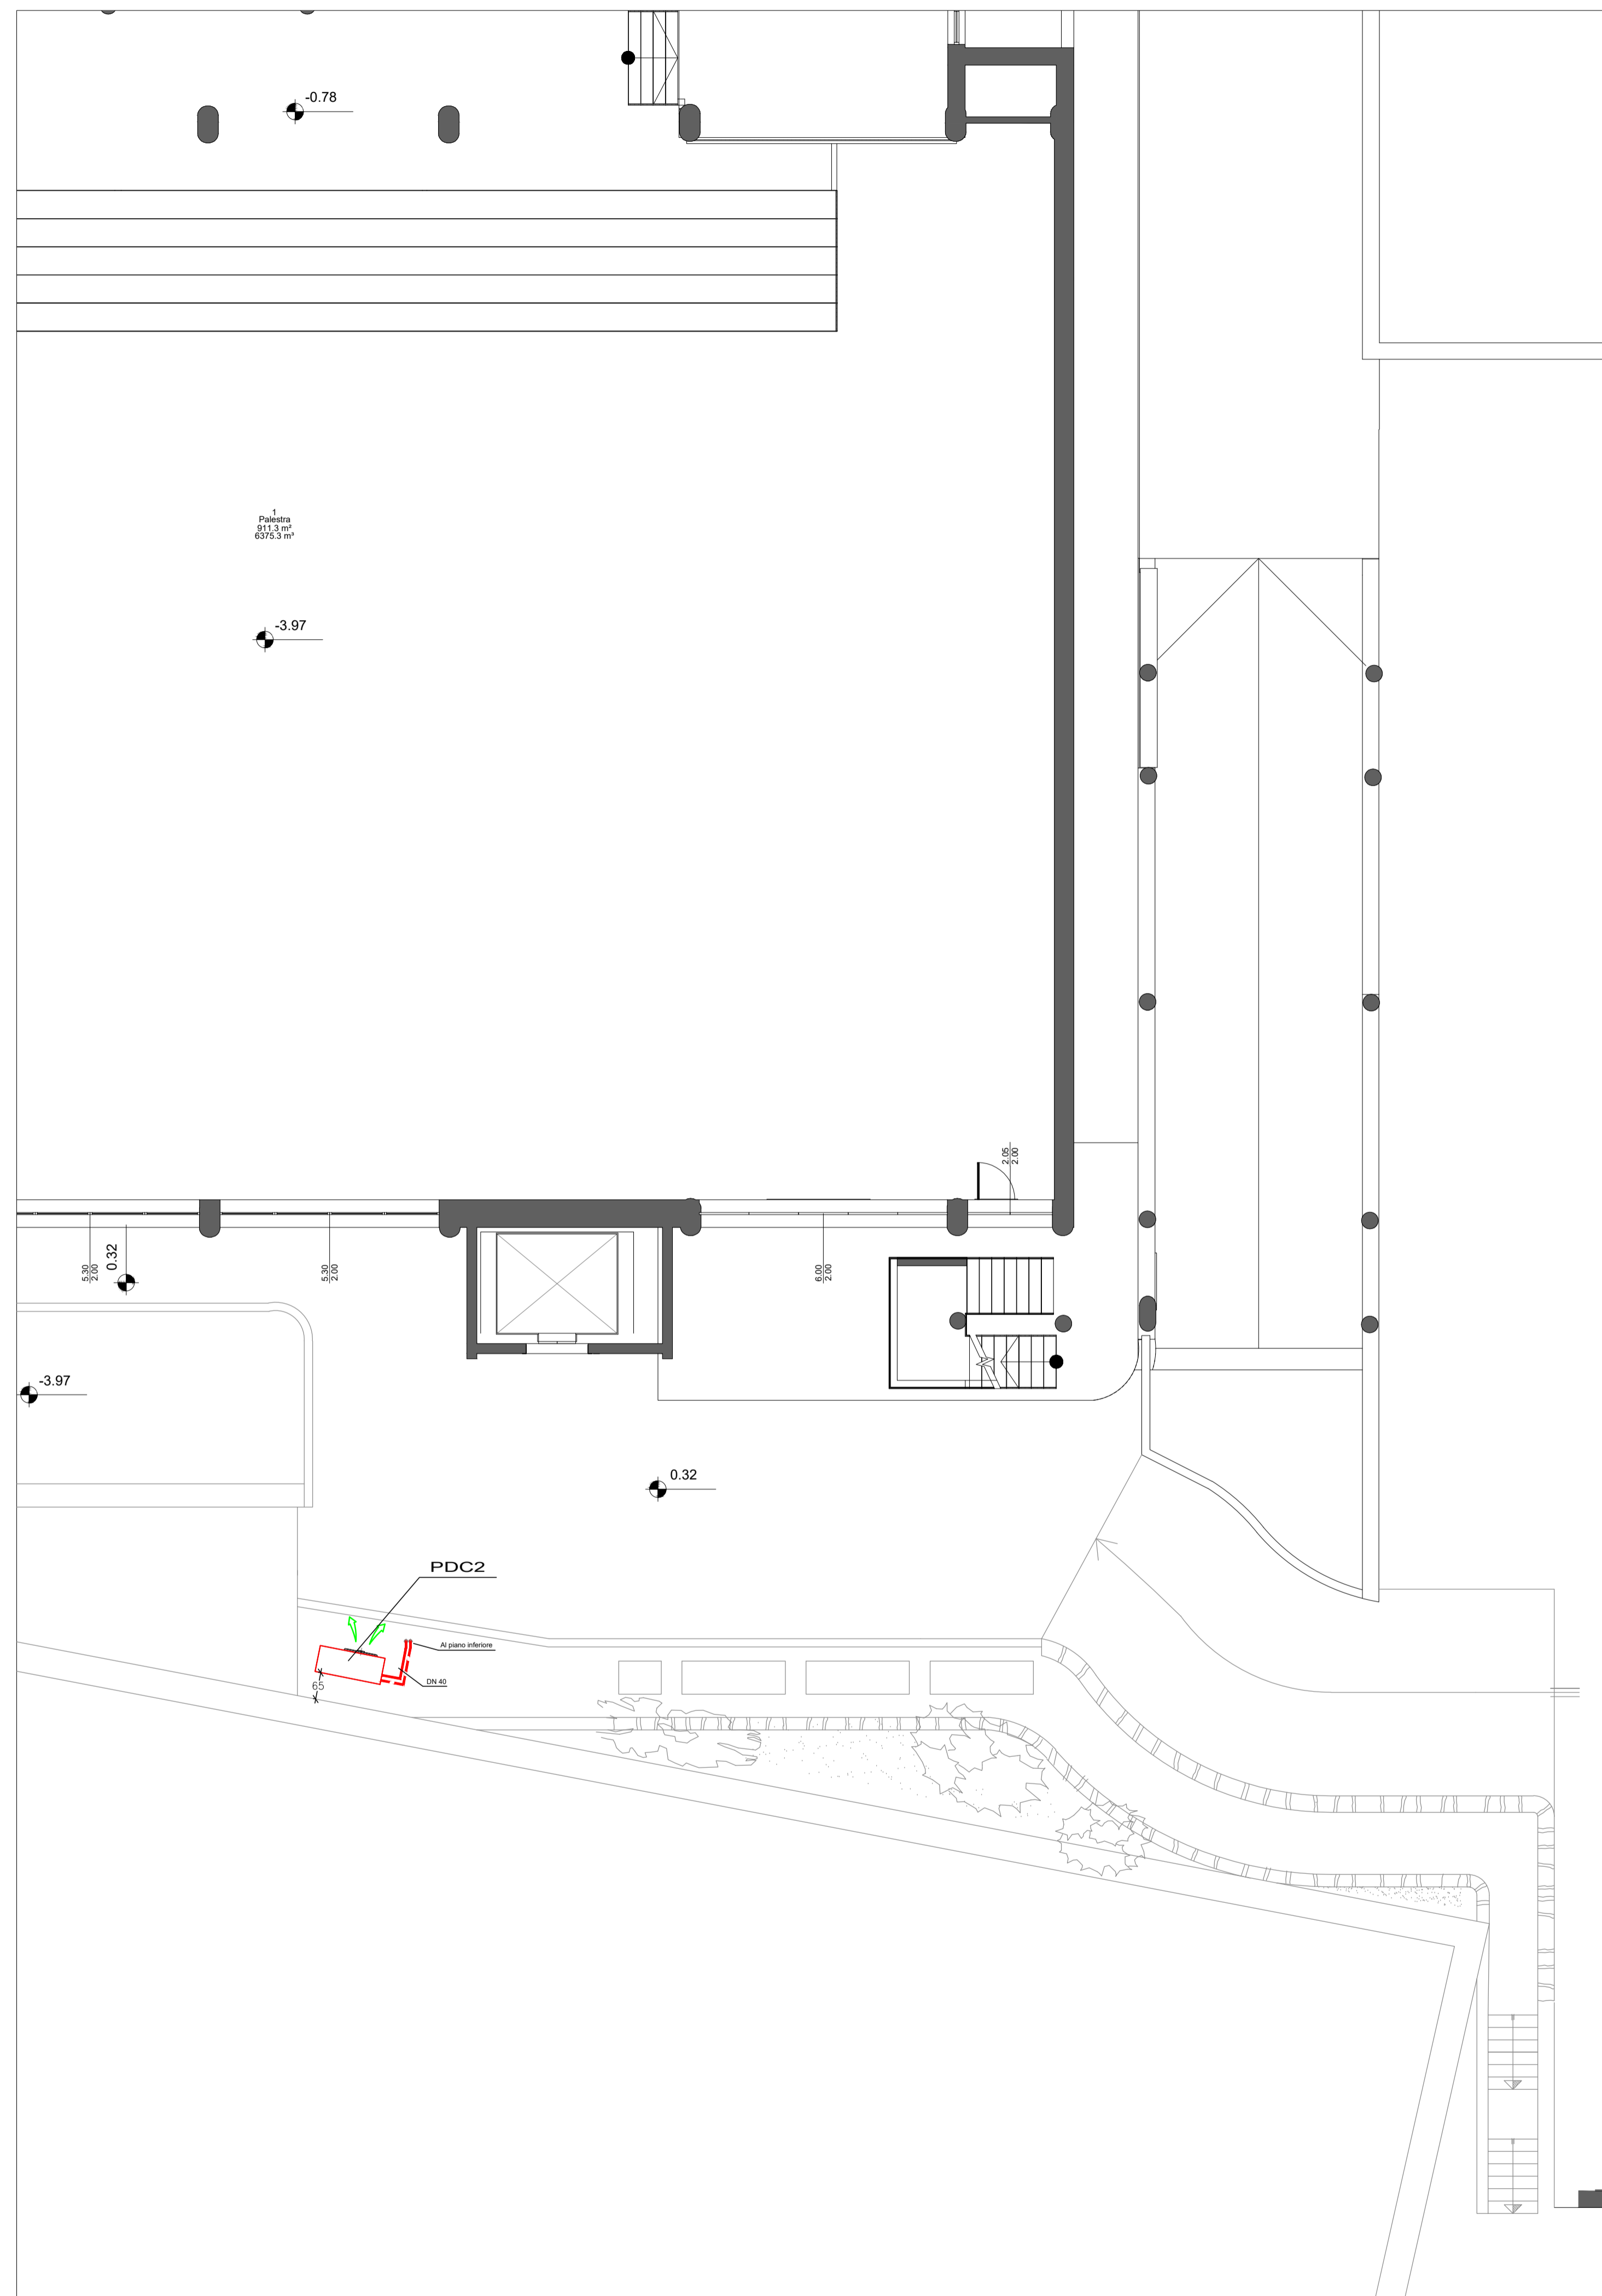 -0.78
1
Palestra
911.3 m²
6375.3 m³
-3.97
2.05
2.00
5.30
2.00
0.32
5.30
2.00
6.00
2.00
-3.97
0.32
PDC2
Al piano inferiore
DN 40
65